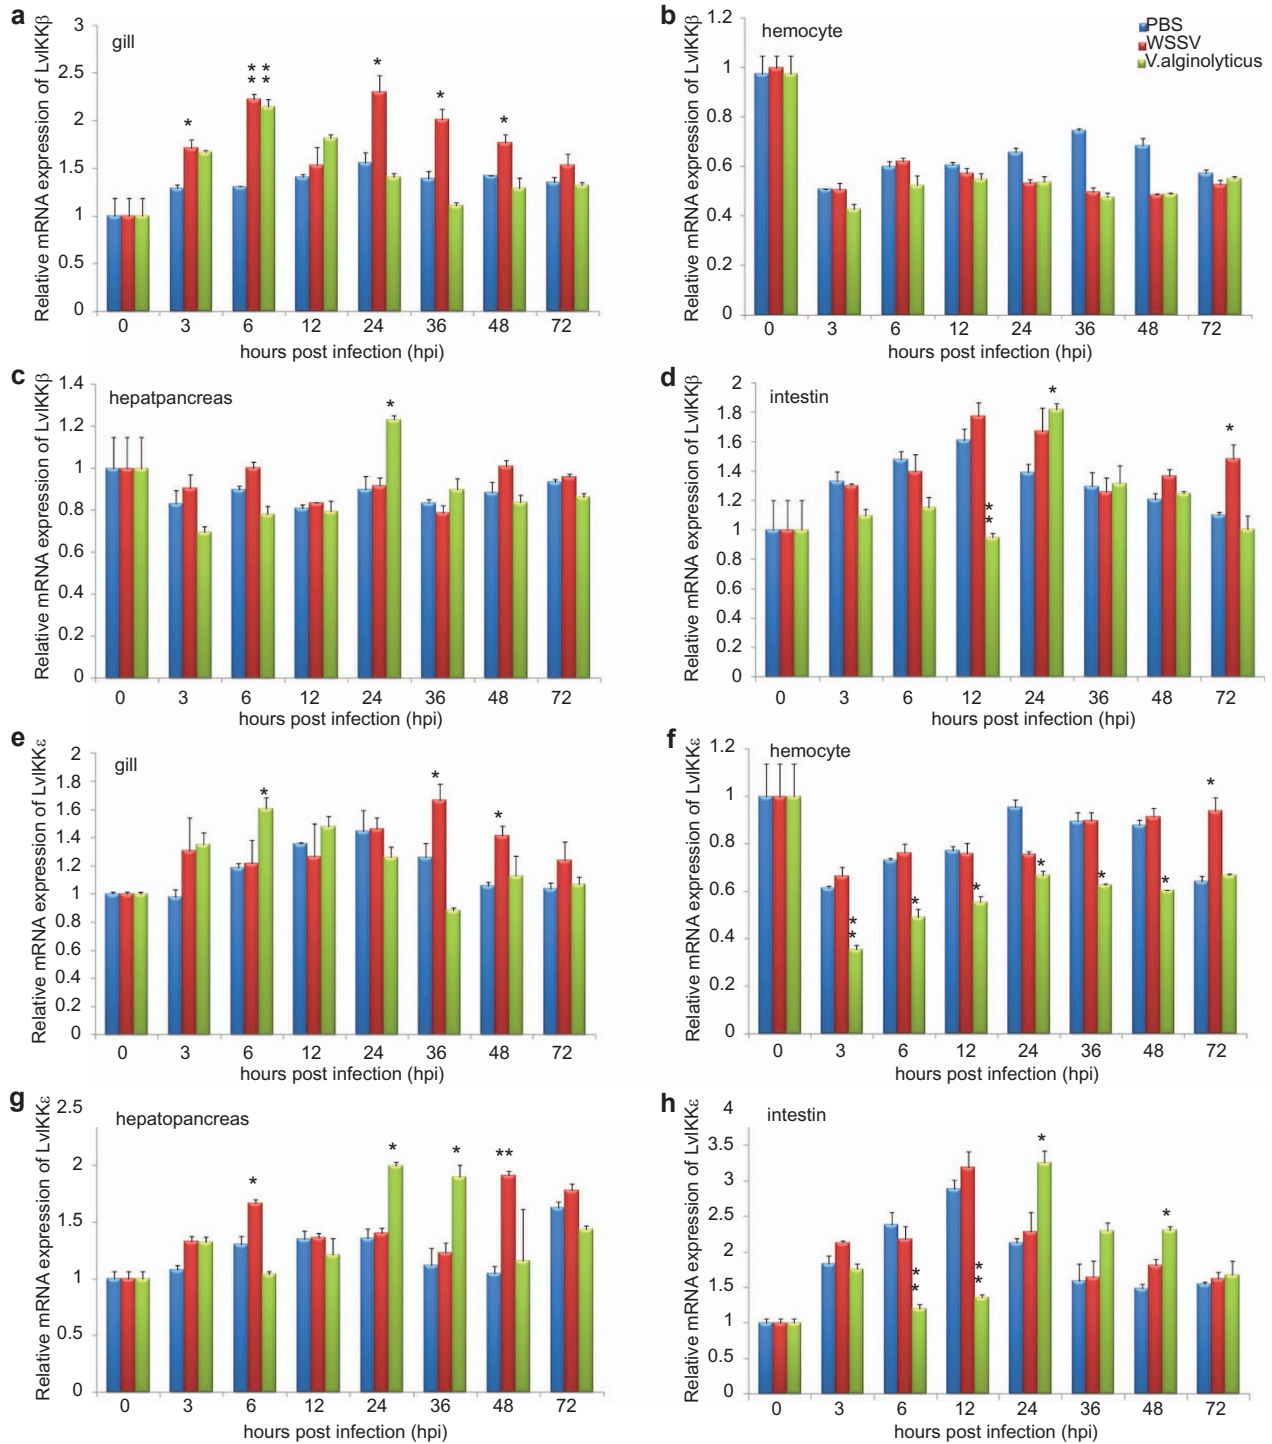 a
Relative mRNA expression of LvIKKβ
gill
3
2.5
2
1.5
1
0.5
0
*
* *
* *
*
*
*
0 3 6 12 24 36 48 72
hours post infection (hpi)
b
Relative mRNA expression of LvIKKβ
hemocyte
PBS
WSSV
V.alginolyticus
1.2
1
0.8
0.6
0.4
0.2
0
0 3 6 12 24 36 48 72
hours post infection (hpi)
c
Relative mRNA expression of LvIKKβ
hepatpancreas
1.4
1.2
1
0.8
0.6
0.4
0.2
0
*
0 3 6 12 24 36 48 72
hours post infection (hpi)
d
Relative mRNA expression of LvIKKβ
intestin
2
1.8
1.6
1.4
1.2
1
0.8
0.6
0.4
0.2
0
*
*
*
*
0 3 6 12 24 36 48 72
hours post infection (hpi)
e
Relative mRNA expression of LvIKKε
gill
2
1.8
1.6
1.4
1.2
1
0.8
0.6
0.4
0.2
0
*
*
*
0 3 6 12 24 36 48 72
hours post infection (hpi)
f
Relative mRNA expression of LvIKKε
hemocyte
1.2
1
0.8
0.6
0.4
0.2
0
*
*
*
*
*
*
*
*
0 3 6 12 24 36 48 72
hours post infection (hpi)
g
Relative mRNA expression of LvIKKε
hepatopancreas
2.5
2
1.5
1
0.5
0
*
*
*
**
0 3 6 12 24 36 48 72
hours post infection (hpi)
h
Relative mRNA expression of LvIKKε
intestin
4
3.5
3
2.5
2
1.5
1
0.5
0
*
*
*
*
*
*
0 3 6 12 24 36 48 72
hours post infection (hpi)